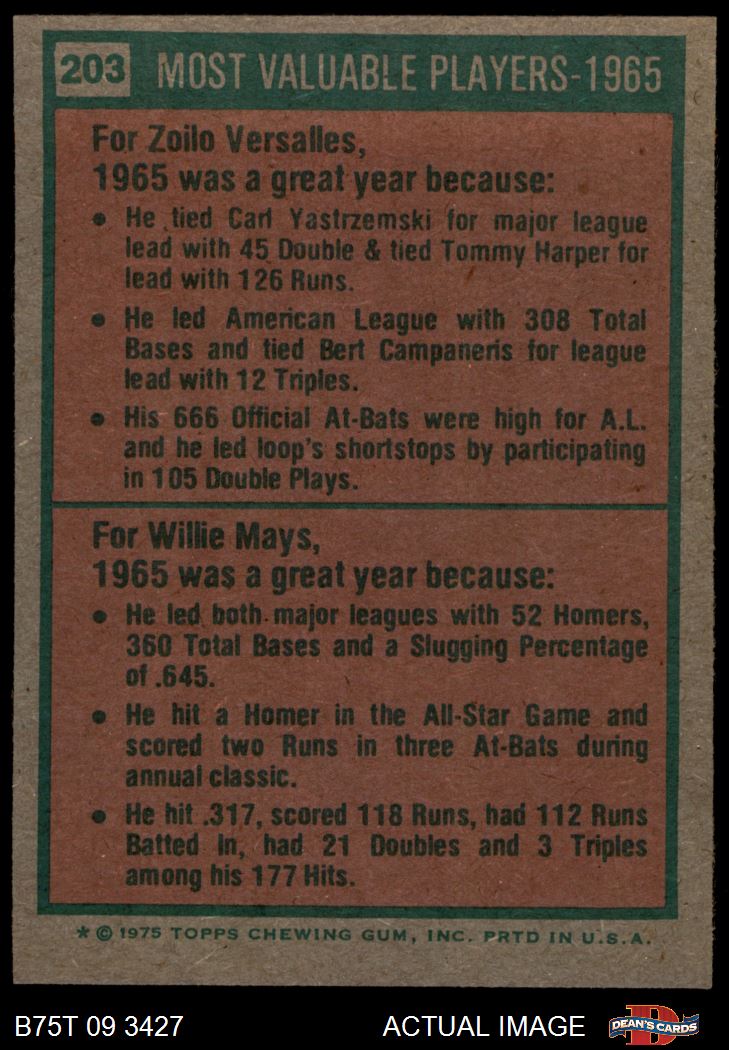 203 MOST VALUABLE PLAYERS-1965
For Zoilo Versalles,
1965 was a great year because:
• He tied Carl Yastrzemski for major league
lead with 45 Double & tied Tommy Harper for
lead with 126 Runs.
• He led American League with 308 Total
Bases and tied Bert Campaneris for league
lead with 12 Triples.
• His 666 Official At-Bats were high for A.L.
and he led loop's shortstops by participating
in 105 Double Plays.
For Willie Mays,
1965 was a great year because:
• He led both major leagues with 52 Homers,
360 Total Bases and a Slugging Percentage
of .645.
• He hit a Homer in the All-Star Game and
scored two Runs in three At-Bats during
annual classic.
• He hit .317, scored 118 Runs, had 112 Runs
Batted In, had 21 Doubles and 3 Triples
among his 177 Hits.
* © 1975 TOPPS CHEWING GUM, INC. PRTD IN U.S.A.
B75T 09 3427 ACTUAL IMAGE DEAN'S CARDS